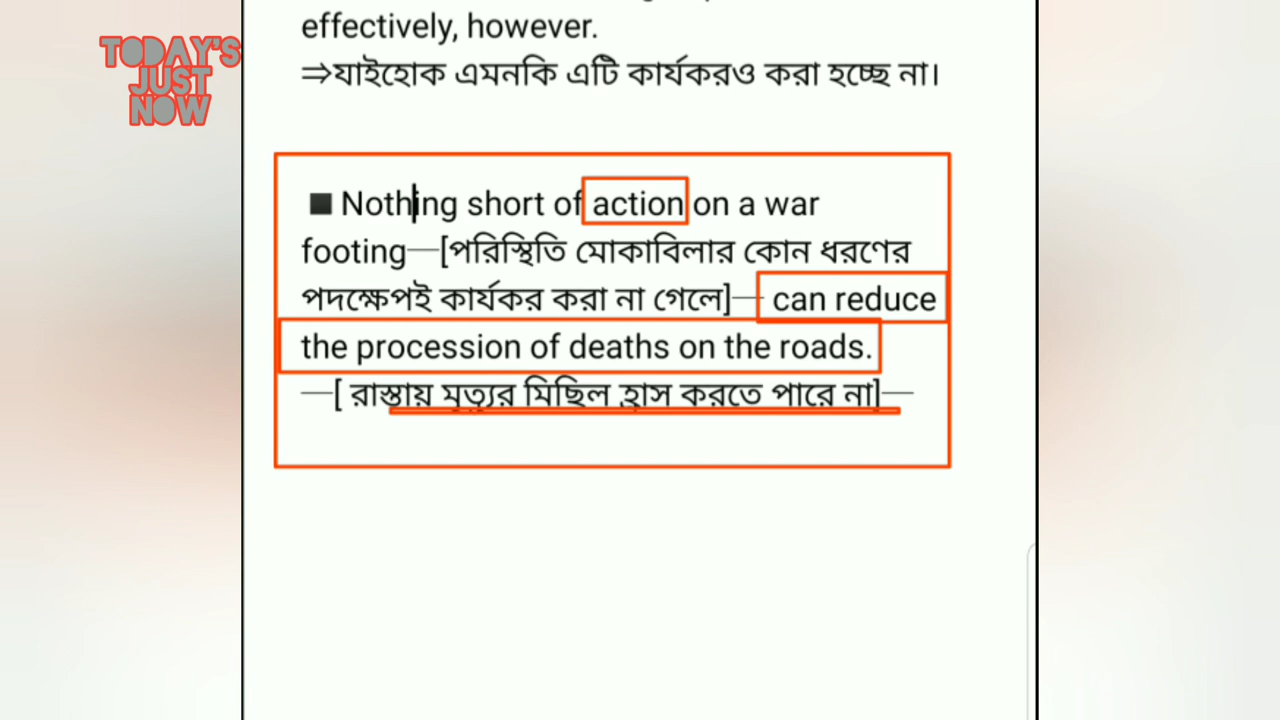 TODAY'S
JUST
NOW
effectively, however.
⇒যাইহোক এমনকি এটি কার্যকরও করা হচ্ছে না।
■ Nothing short of action on a war
footing—[পরিস্থিতি মোকাবিলার কোন ধরণের
পদক্ষেপই কার্যকর করা না গেলে]— can reduce
the procession of deaths on the roads.
—[ রাস্তায় মৃত্যুর মিছিল হ্রাস করতে পারে না]—